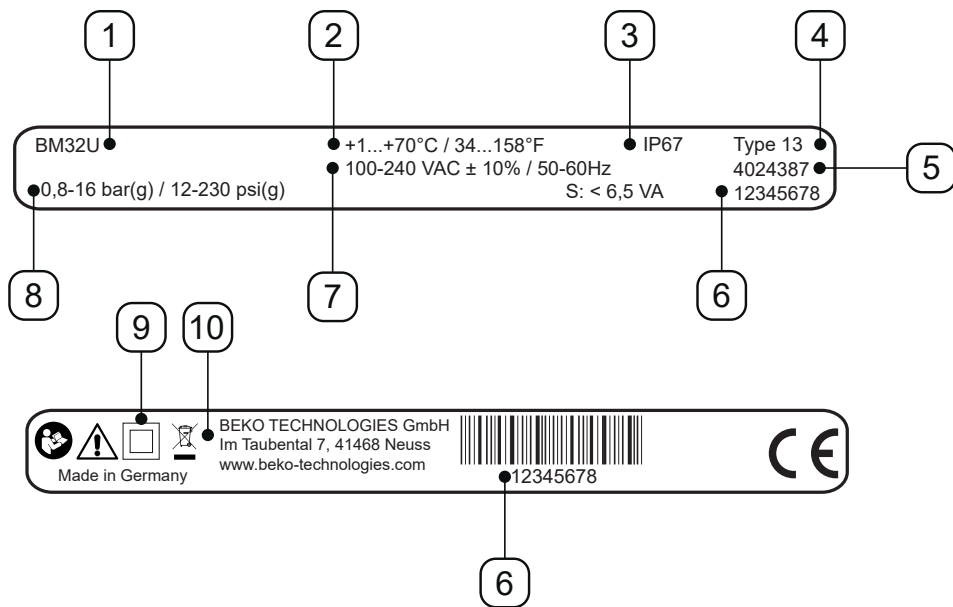 1 2 3 4
BM32U +1...+70°C / 34...158°F IP67 Type 13
100-240 VAC ± 10% / 50-60Hz 4024387 5
0,8-16 bar(g) / 12-230 psi(g) S: < 6,5 VA 12345678
8 7 6
9 10
BEKO TECHNOLOGIES GmbH
Im Taubental 7, 41468 Neuss
Made in Germany www.beko-technologies.com
12345678
CE
6